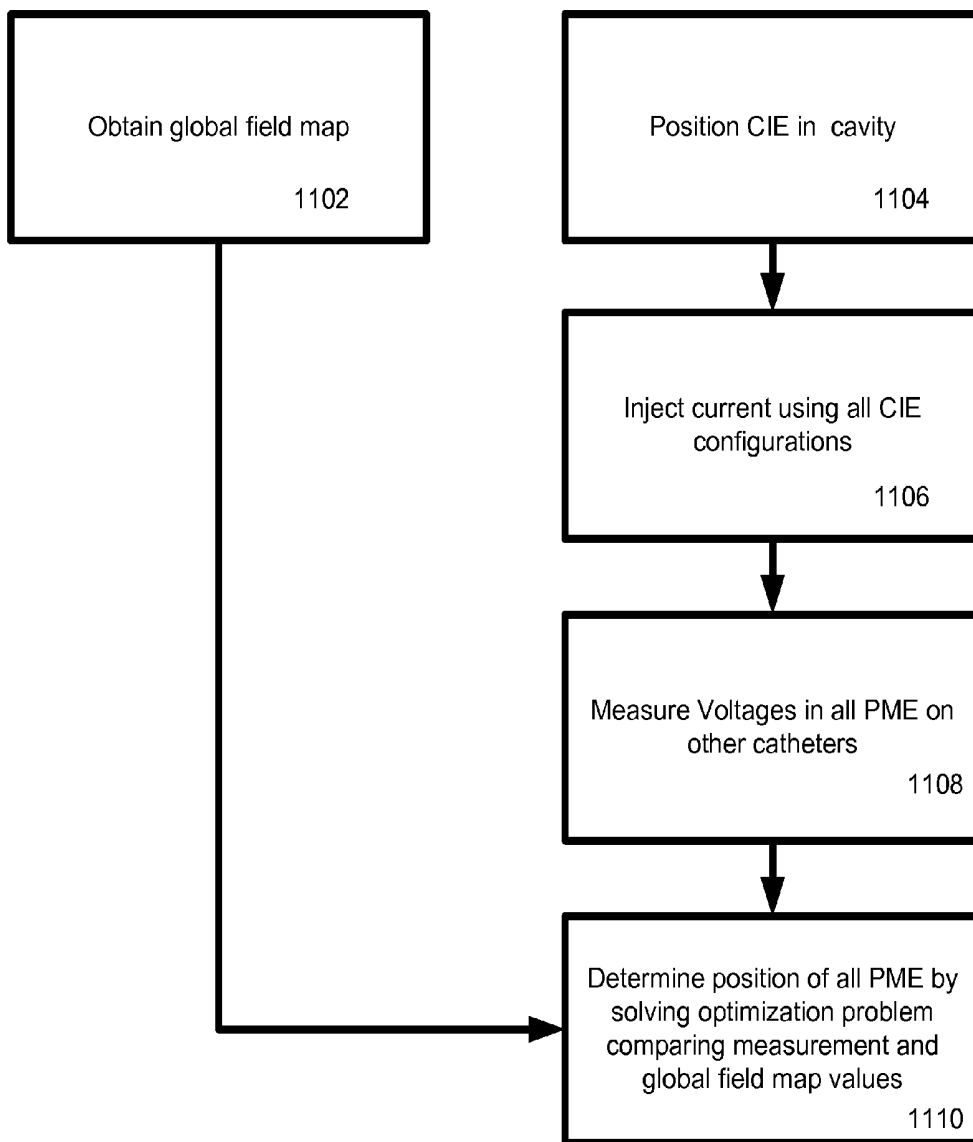 Obtain global field map
1102
Position CIE in cavity
1104
Inject current using all CIE
configurations
1106
Measure Voltages in all PME on
other catheters
1108
Determine position of all PME by
solving optimization problem
comparing measurement and
global field map values
1110